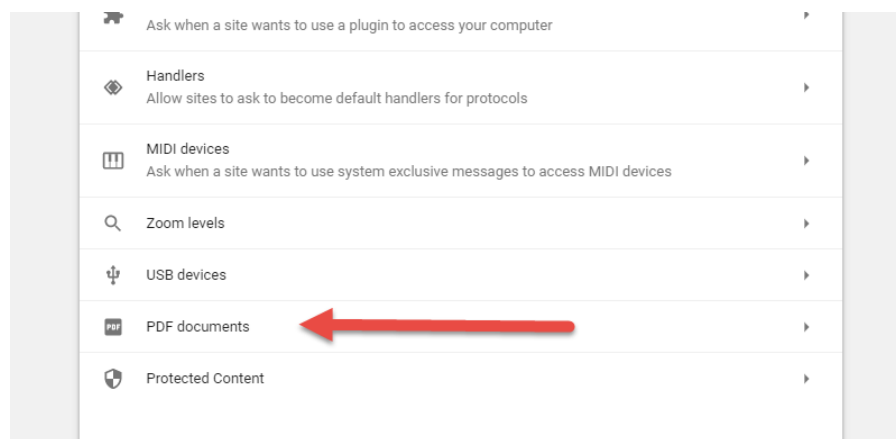 Ask when a site wants to use a plugin to access your computer
Handlers
Allow sites to ask to become default handlers for protocols
MIDI devices
Ask when a site wants to use system exclusive messages to access MIDI devices
Zoom levels
USB devices
PDF
PDF documents
Protected Content